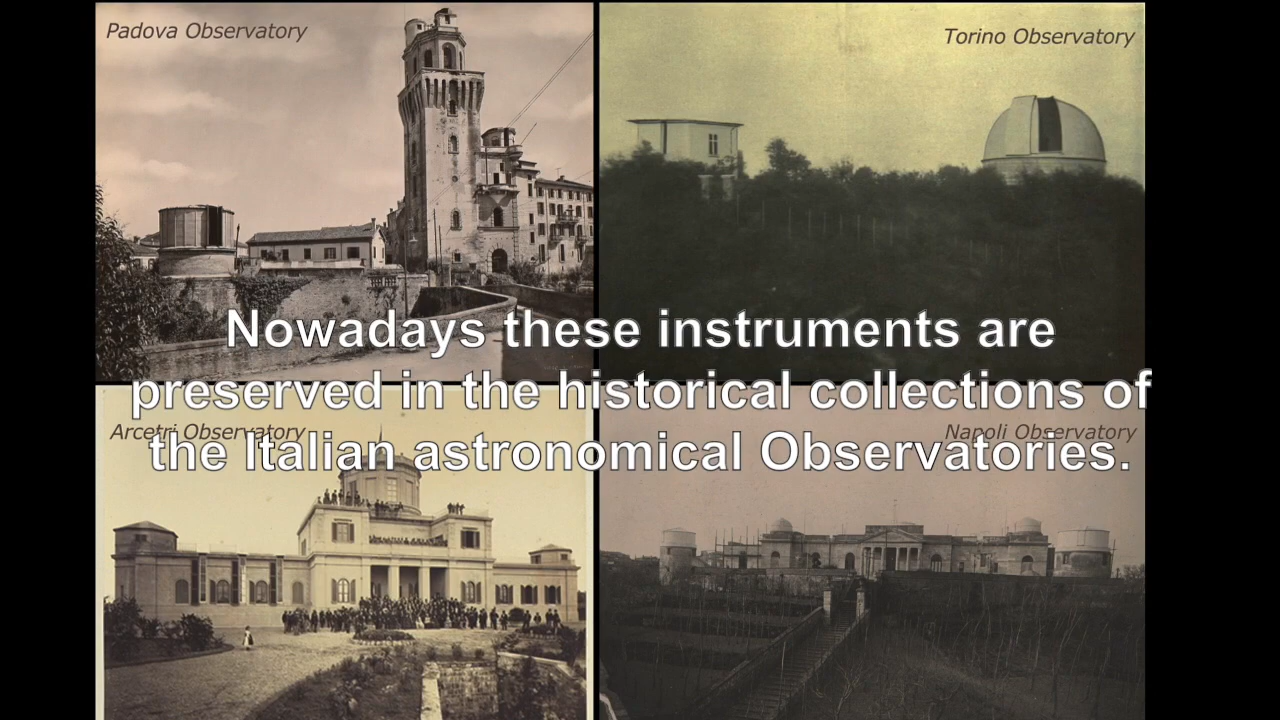 Padova Observatory
Torino Observatory
Nowadays these instruments are
preserved in the historical collections of
the Italian astronomical Observatories.
Arcetri Observatory
Napoli Observatory